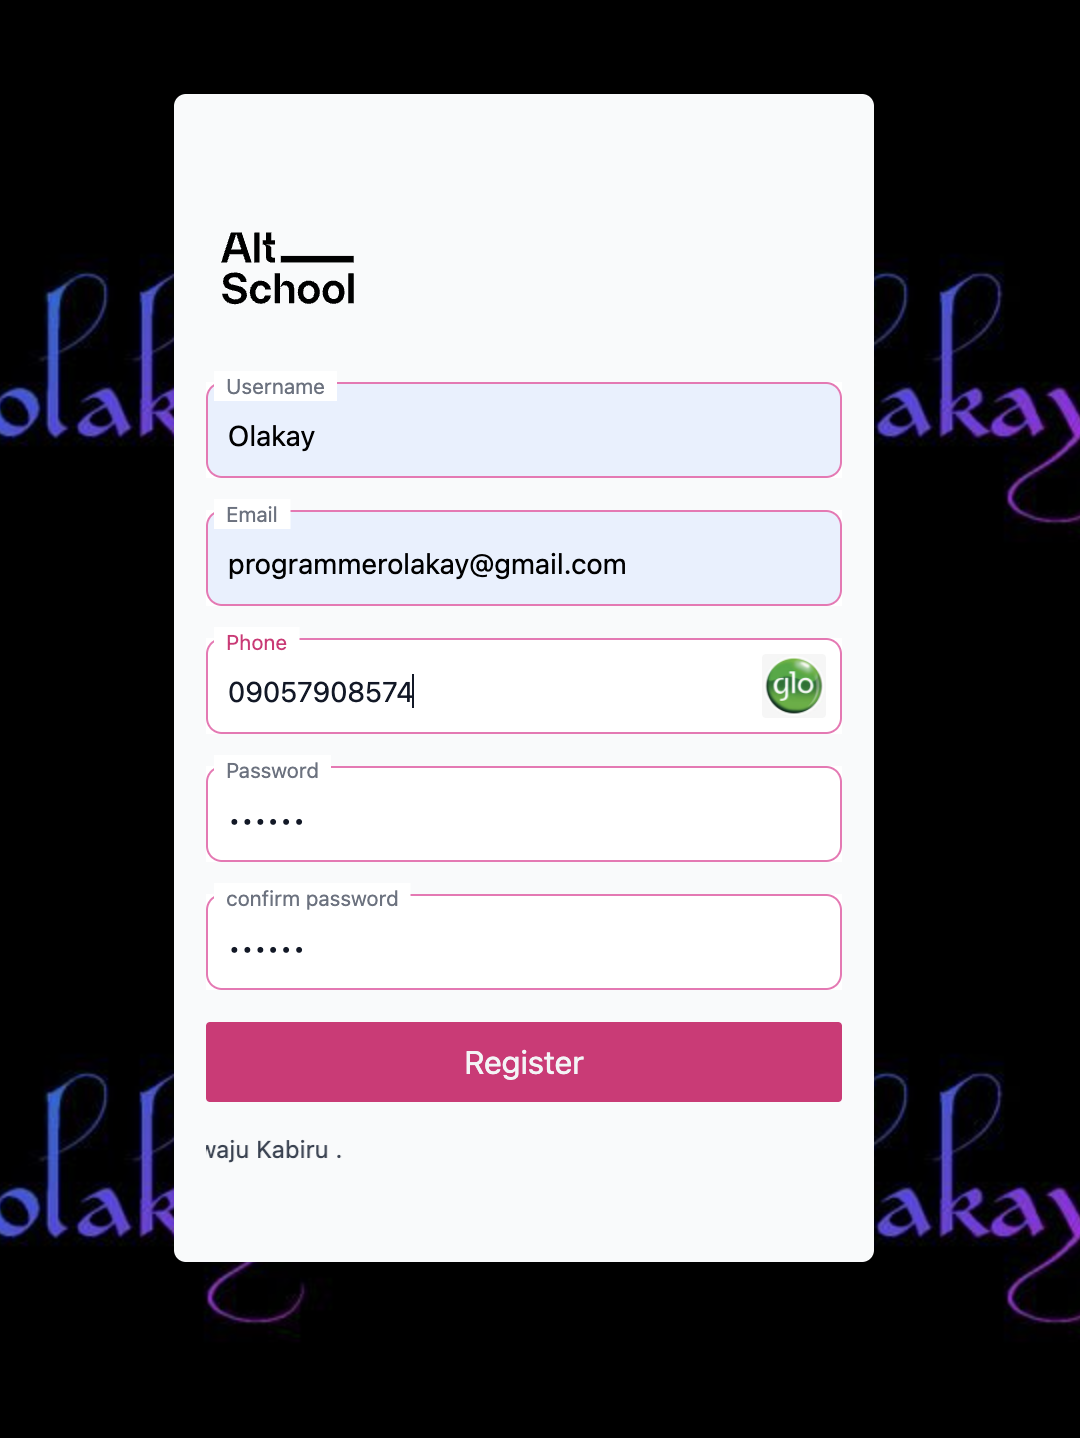 Alt
School
Username
Olakay
Email
programmerolakay@gmail.com
Phone
09057908574
glo
Password
••••••
confirm password
••••••
Register
waju Kabiru .
olak
akay
olak
akay